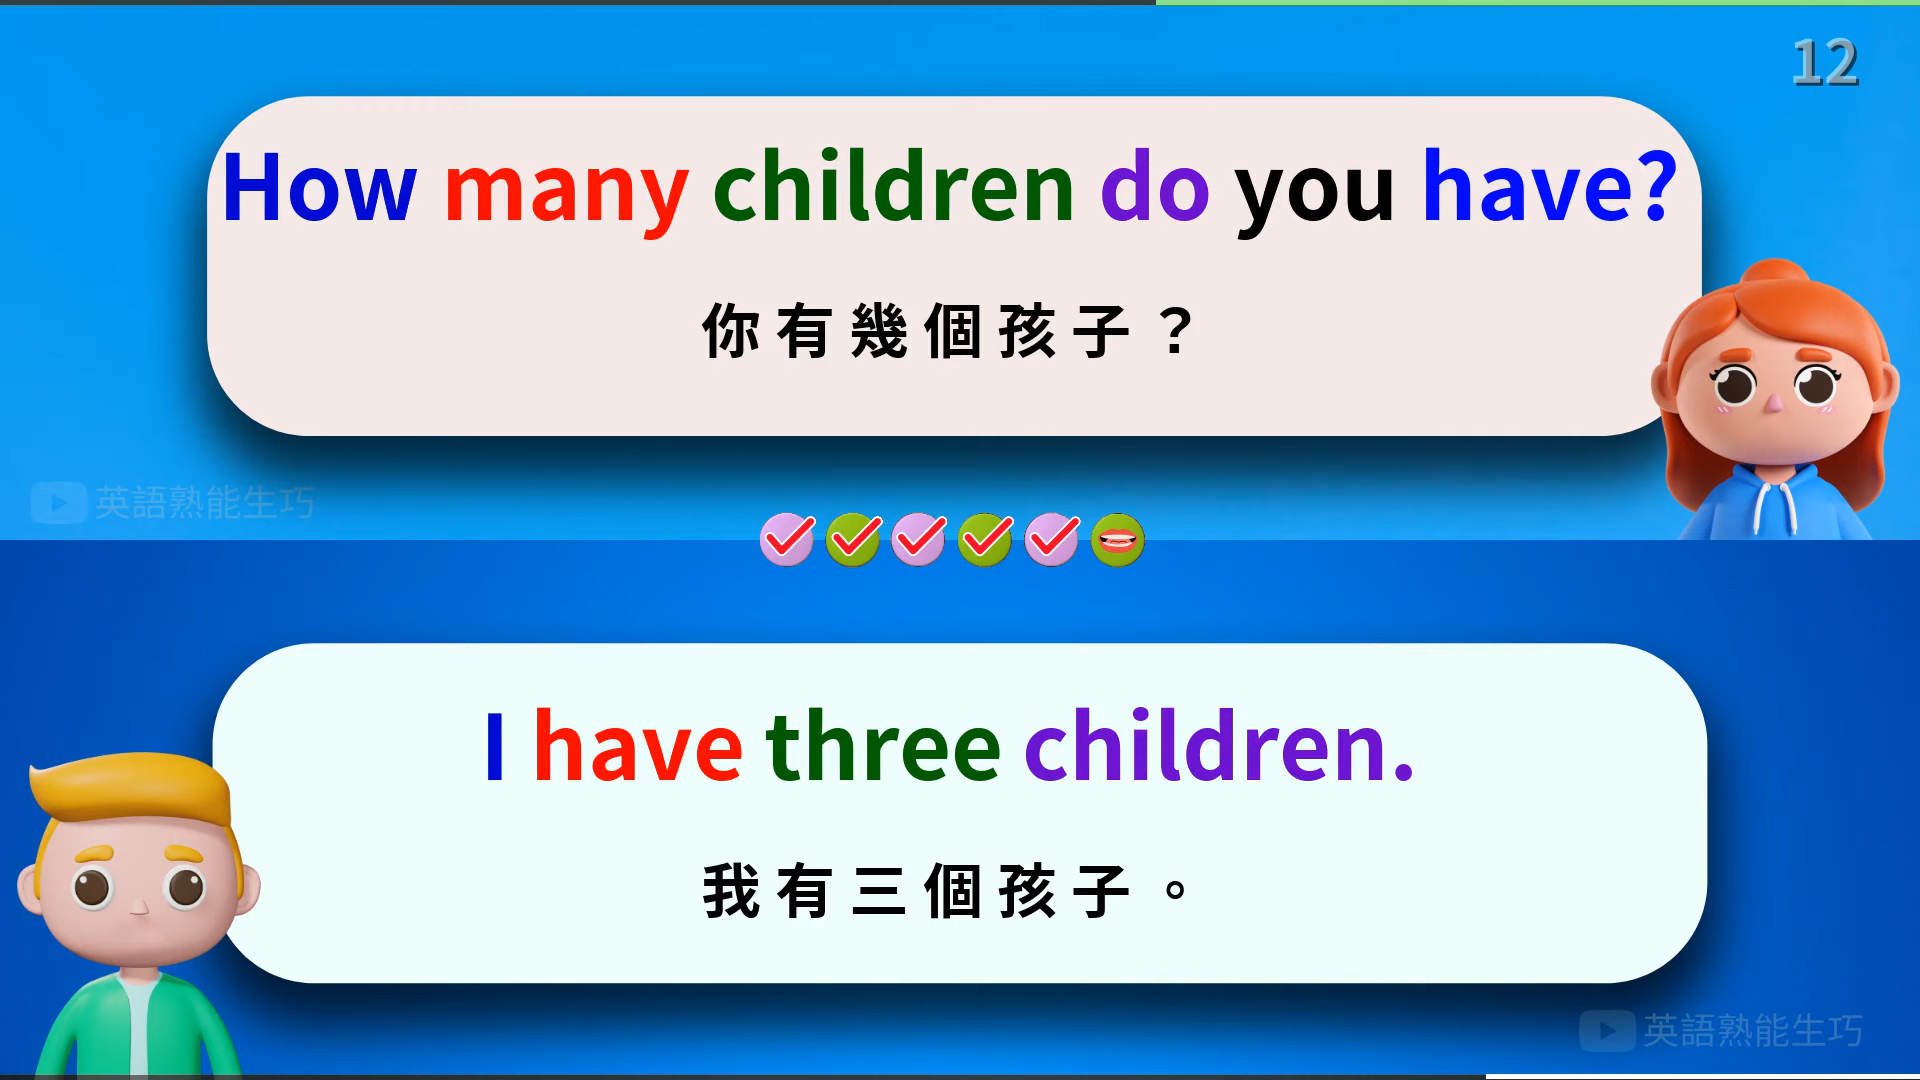 12
How many children do you have?
你有幾個孩子？
英語熟能生巧
I have three children.
我有三個孩子。
英語熟能生巧